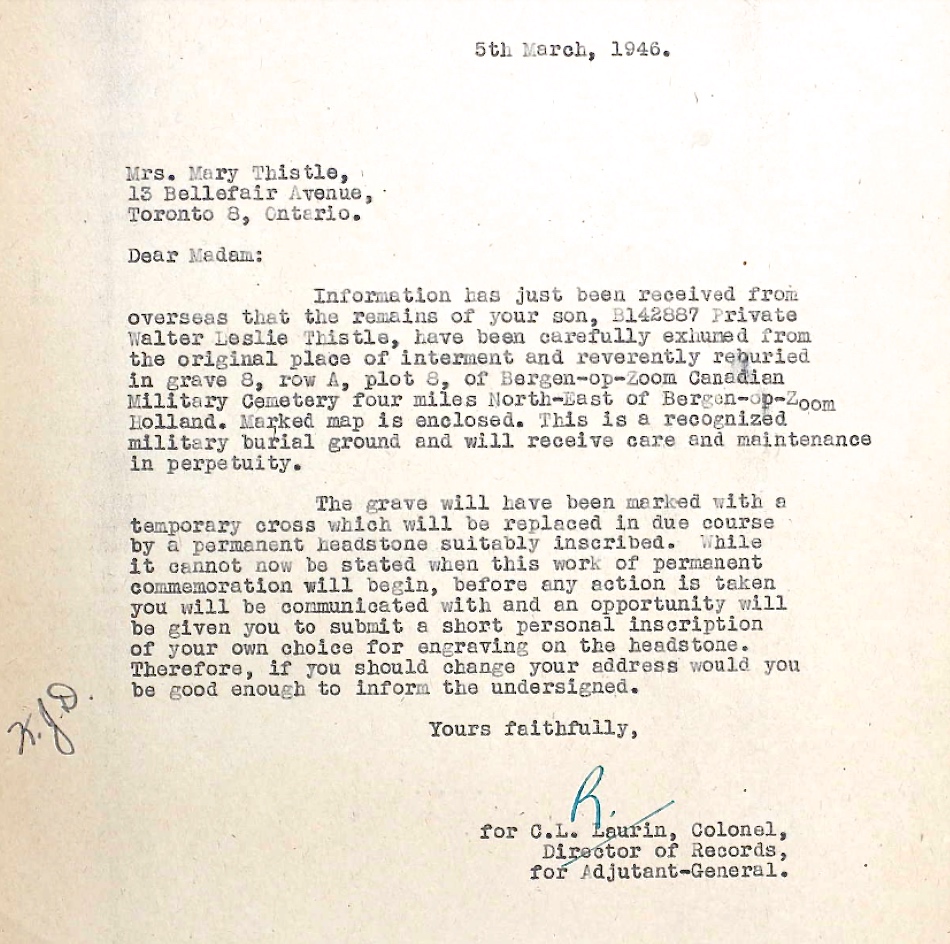 5th March, 1946.
Mrs. Mary Thistle,
13 Bellefair Avenue,
Toronto 8, Ontario.
Dear Madam:
Information has just been received from
overseas that the remains of your son, B142887 Private
Walter Leslie Thistle, have been carefully exhumed from
the original place of interment and reverently reburied
in grave 8, row A, plot 8, of Bergen-op-Zoom Canadian
Military Cemetery four miles North-East of Bergen-op-Zoom
Holland. Marked map is enclosed. This is a recognized
military burial ground and will receive care and maintenance
in perpetuity.
The grave will have been marked with a
temporary cross which will be replaced in due course
by a permanent headstone suitably inscribed. While
it cannot now be stated when this work of permanent
commemoration will begin, before any action is taken
you will be communicated with and an opportunity will
be given you to submit a short personal inscription
of your own choice for engraving on the headstone.
Therefore, if you should change your address would you
be good enough to inform the undersigned.
K.J.D.
Yours faithfully,
R.
for C.L. Laurin, Colonel,
Director of Records,
for Adjutant-General.